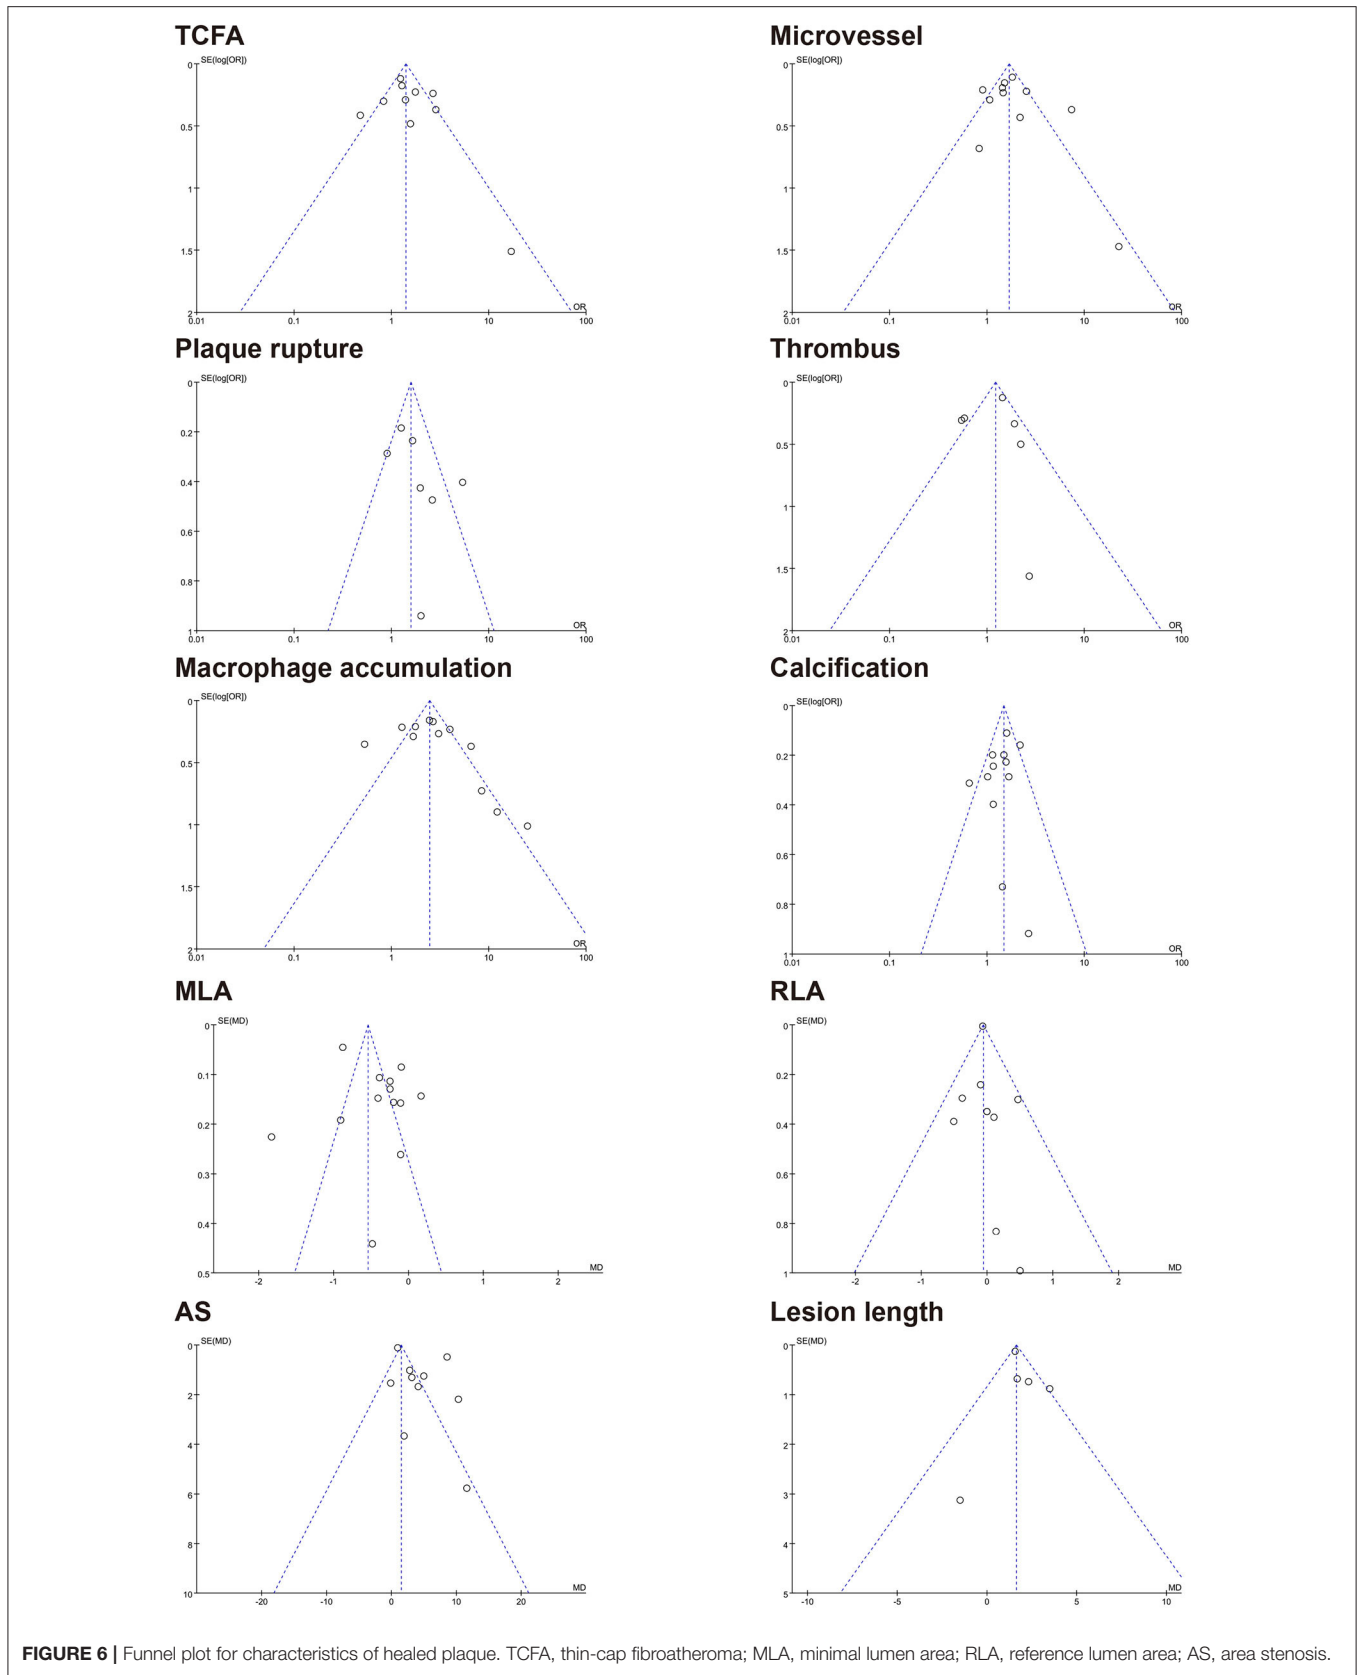 TCFA
SE(log[OR])
0
0.5
1
1.5
2
OR
0.01 0.1 1 10 100
Microvessel
SE(log[OR])
0
0.5
1
1.5
2
OR
0.01 0.1 1 10 100
Plaque rupture
SE(log[OR])
0
0.2
0.4
0.6
0.8
1
OR
0.01 0.1 1 10 100
Thrombus
SE(log[OR])
0
0.5
1
1.5
2
OR
0.01 0.1 1 10 100
Macrophage accumulation
SE(log[OR])
0
0.5
1
1.5
2
OR
0.01 0.1 1 10 100
Calcification
SE(log[OR])
0
0.2
0.4
0.6
0.8
1
OR
0.01 0.1 1 10 100
MLA
SE(MD)
0
0.1
0.2
0.3
0.4
0.5
MD
-2 -1 0 1 2
RLA
SE(MD)
0
0.2
0.4
0.6
0.8
1
MD
-2 -1 0 1 2
AS
SE(MD)
0
2
4
6
8
10
MD
-20 -10 0 10 20
Lesion length
SE(MD)
0
1
2
3
4
5
MD
-10 -5 0 5 10
FIGURE 6 | Funnel plot for characteristics of healed plaque. TCFA, thin-cap fibroatheroma; MLA, minimal lumen area; RLA, reference lumen area; AS, area stenosis.